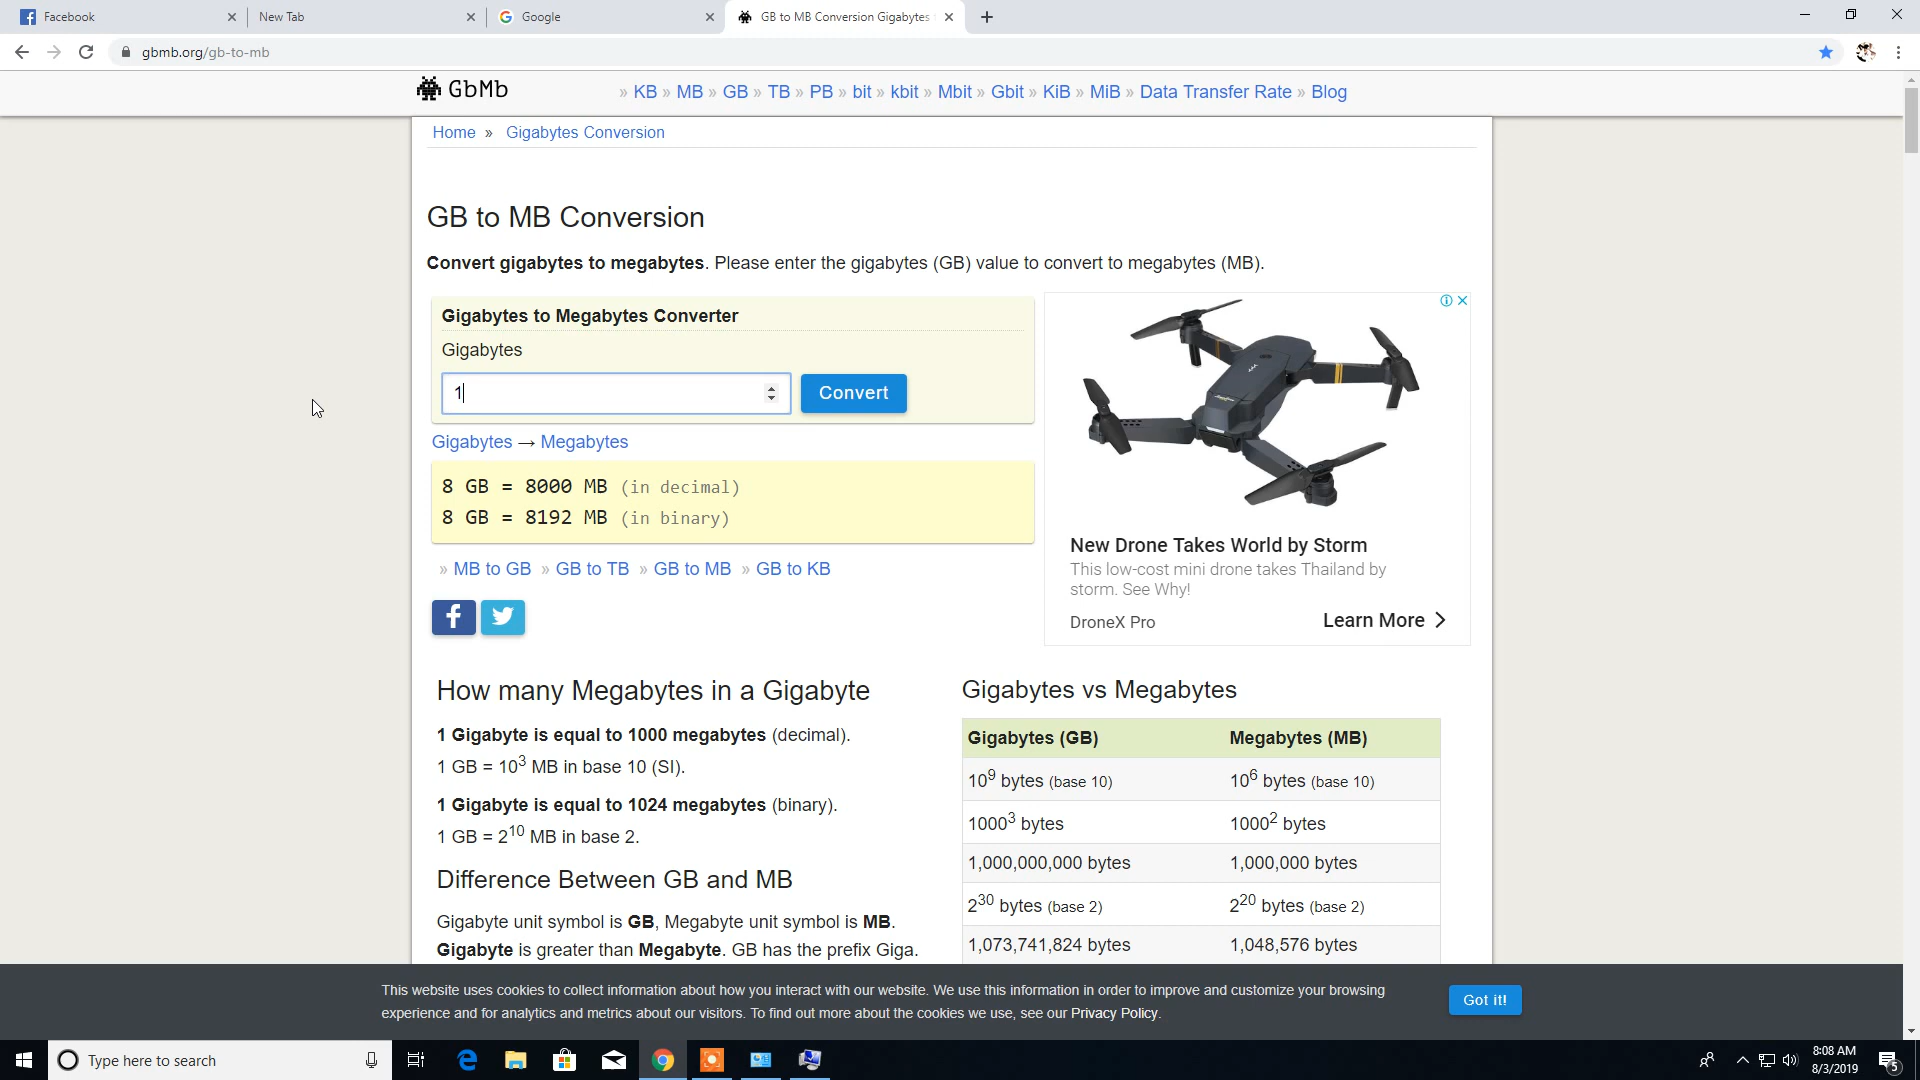 Facebook
New Tab
Google
GB to MB Conversion Gigabytes
gbmb.org/gb-to-mb
GbMb
» KB » MB » GB » TB » PB » bit » kbit » Mbit » Gbit » KiB » MiB » Data Transfer Rate » Blog
Home » Gigabytes Conversion
GB to MB Conversion
Convert gigabytes to megabytes. Please enter the gigabytes (GB) value to convert to megabytes (MB).
Gigabytes to Megabytes Converter
Gigabytes
1
Convert
Gigabytes → Megabytes
8 GB = 8000 MB (in decimal)
8 GB = 8192 MB (in binary)
» MB to GB » GB to TB » GB to MB » GB to KB
New Drone Takes World by Storm
This low-cost mini drone takes Thailand by
storm. See Why!
DroneX Pro
Learn More
How many Megabytes in a Gigabyte
1 Gigabyte is equal to 1000 megabytes (decimal).
1 GB = 10³ MB in base 10 (SI).
1 Gigabyte is equal to 1024 megabytes (binary).
1 GB = 2¹⁰ MB in base 2.
Difference Between GB and MB
Gigabyte unit symbol is GB, Megabyte unit symbol is MB.
Gigabyte is greater than Megabyte. GB has the prefix Giga.
Gigabytes vs Megabytes
Gigabytes (GB) Megabytes (MB)
10⁹ bytes (base 10) 10⁶ bytes (base 10)
1000³ bytes 1000² bytes
1,000,000,000 bytes 1,000,000 bytes
2³⁰ bytes (base 2) 2²⁰ bytes (base 2)
1,073,741,824 bytes 1,048,576 bytes
This website uses cookies to collect information about how you interact with our website. We use this information in order to improve and customize your browsing
experience and for analytics and metrics about our visitors. To find out more about the cookies we use, see our Privacy Policy.
Got it!
Type here to search
8:08 AM
8/3/2019
5